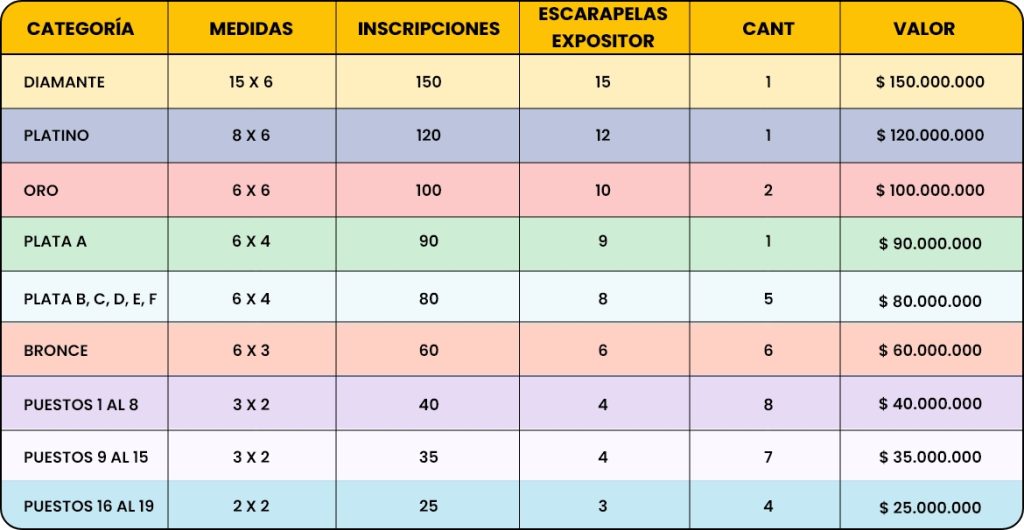 CATEGORÍA MEDIDAS INSCRIPCIONES ESCARAPELAS EXPOSITOR CANT VALOR
DIAMANTE 15 X 6 150 15 1 $ 150.000.000
PLATINO 8 X 6 120 12 1 $ 120.000.000
ORO 6 X 6 100 10 2 $ 100.000.000
PLATA A 6 X 4 90 9 1 $ 90.000.000
PLATA B, C, D, E, F 6 X 4 80 8 5 $ 80.000.000
BRONCE 6 X 3 60 6 6 $ 60.000.000
PUESTOS 1 AL 8 3 X 2 40 4 8 $ 40.000.000
PUESTOS 9 AL 15 3 X 2 35 4 7 $ 35.000.000
PUESTOS 16 AL 19 2 X 2 25 3 4 $ 25.000.000